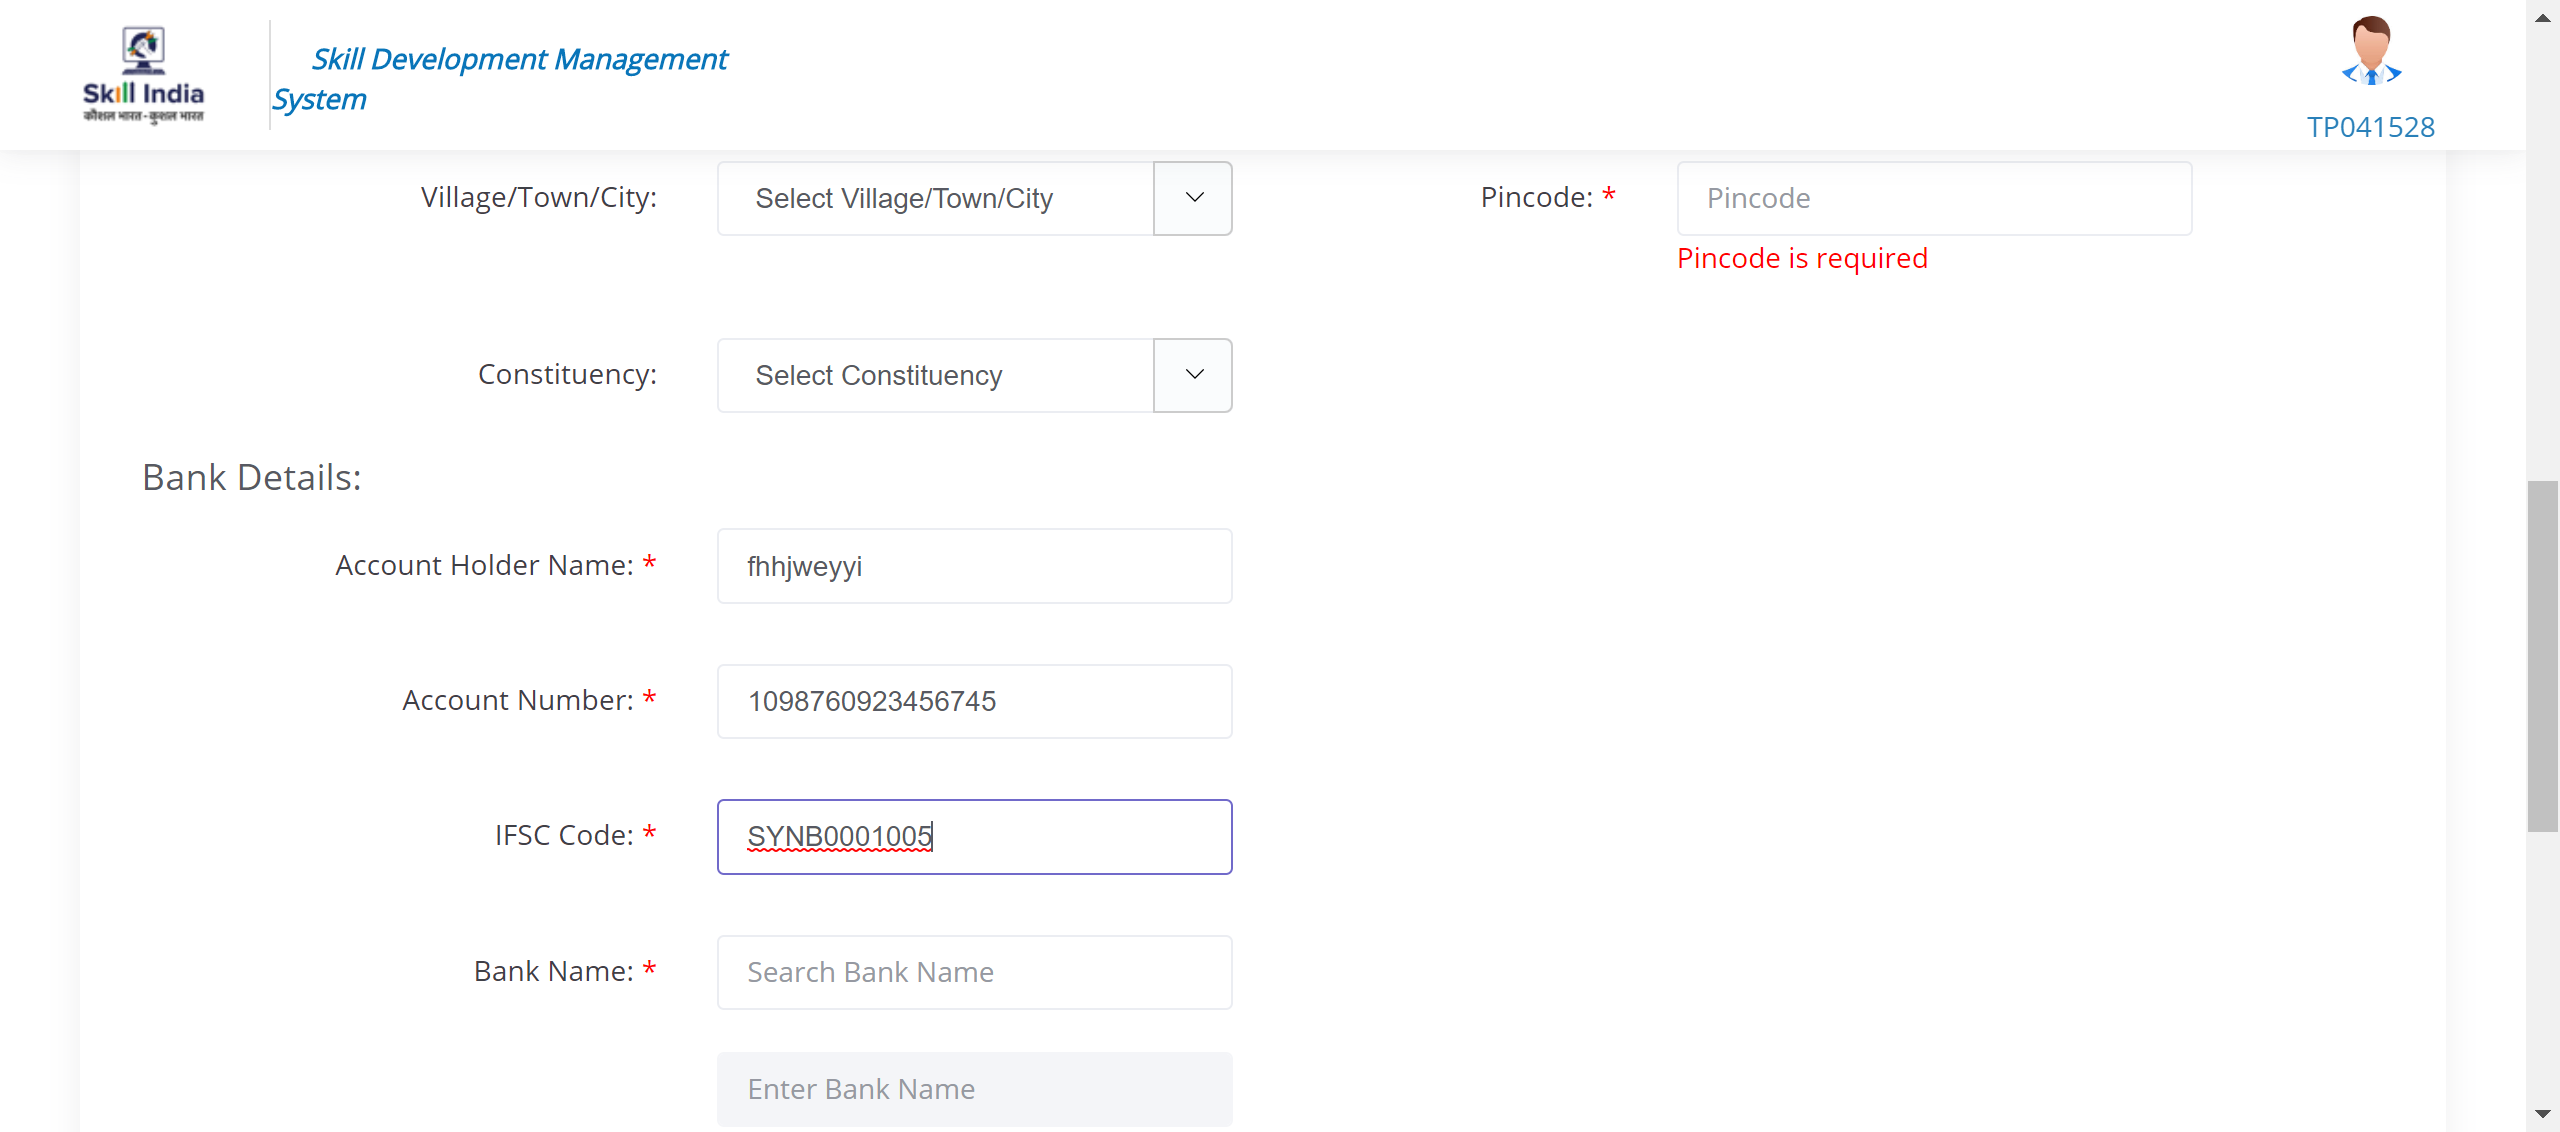 Skill India
कौशल भारत - कुशल भारत
Skill Development Management
System
TP041528
Village/Town/City:
Select Village/Town/City
Pincode: *
Pincode
Pincode is required
Constituency:
Select Constituency
Bank Details:
Account Holder Name: *
fhhjweyyi
Account Number: *
1098760923456745
IFSC Code: *
SYNB0001005
Bank Name: *
Search Bank Name
Enter Bank Name